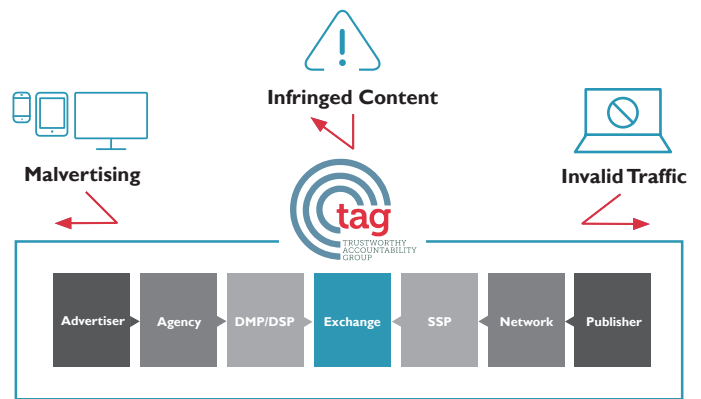 Infringed Content
Malvertising
Invalid Traffic
tag
TRUSTWORTHY
ACCOUNTABILITY
GROUP
Advertiser
Agency
DMP/DSP
Exchange
SSP
Network
Publisher